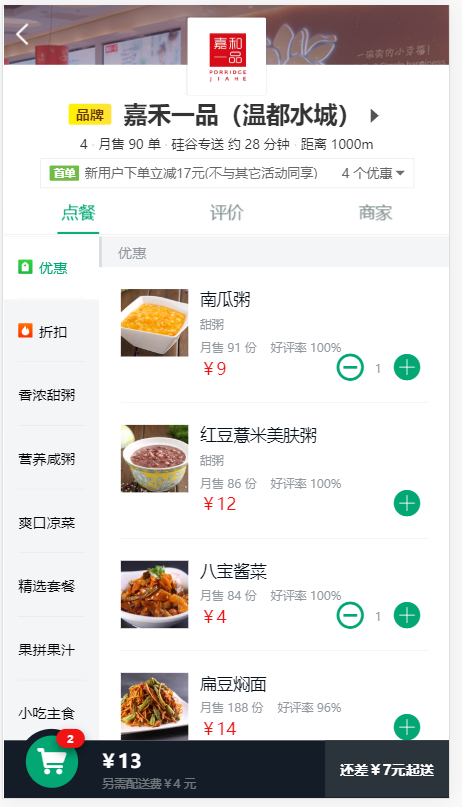 一碗粥的小幸福!
嘉和
一品
PORRIDGE
JIAHE
品牌 嘉禾一品（温都水城）
4 · 月售 90 单 · 硅谷专送 约 28 分钟 · 距离 1000m
首单 新用户下单立减17元(不与其它活动同享) 4 个优惠
点餐 评价 商家
优惠
优惠
折扣
香浓甜粥
营养咸粥
爽口凉菜
精选套餐
果拼果汁
小吃主食
南瓜粥
甜粥
月售 91 份 好评率 100%
￥9 1
红豆薏米美肤粥
甜粥
月售 86 份 好评率 100%
￥12
八宝酱菜
月售 84 份 好评率 100%
￥4 1
扁豆焖面
月售 188 份 好评率 96%
￥14
2
￥13
另需配送费￥4 元
还差￥7元起送